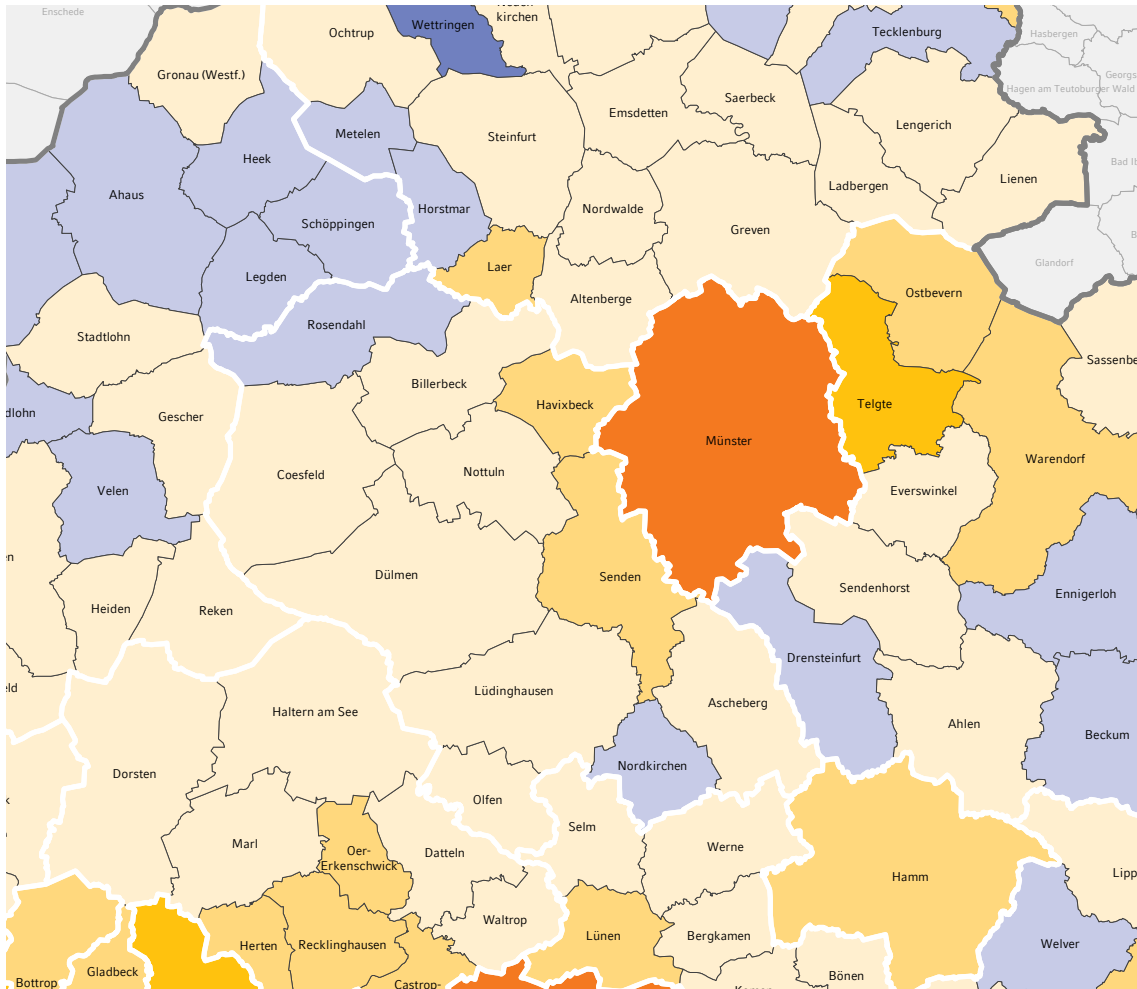 Enschede
Wettringen
kirchen
Ochtrup
Tecklenburg
Hasbergen
Gronau (Westf.)
Georgs
Hagen am Teutoburger Wald
Saerbeck
Emsdetten
Lengerich
Metelen
Steinfurt
Heek
Bad Ib
Lienen
Ladbergen
Ahaus
Horstmar
Nordwalde
Schöppingen
Greven
B
Glandorf
Laer
Legden
Ostbevern
Altenberge
Rosendahl
Stadtlohn
Sassenbe
Billerbeck
Havixbeck
Telgte
dlohn
Gescher
Münster
Warendorf
Coesfeld
Nottuln
Velen
Everswinkel
en
Dülmen
Senden
Sendenhorst
Ennigerloh
Heiden
Reken
Drensteinfurt
eld
Lüdinghausen
Ascheberg
Haltern am See
Ahlen
Beckum
Nordkirchen
Dorsten
k
Olfen
Selm
Marl
Oer-
Erkenschwick
Datteln
Werne
Hamm
Lipp
Waltrop
Herten
Recklinghausen
Lünen
Bergkamen
Welver
Gladbeck
Bönen
Bottrop
Castrop-